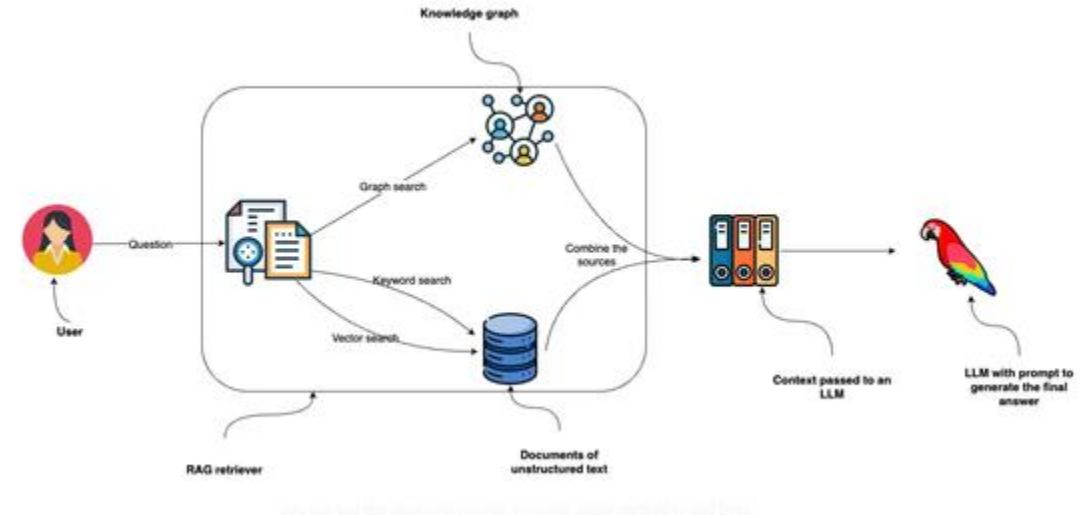 Knowledge graph
Graph search
Question
Keyword search
Combine the
sources
User
Vector search
Context passed to an
LLM
LLM with prompt to
generate the final
answer
RAG retriever
Documents of
unstructured text